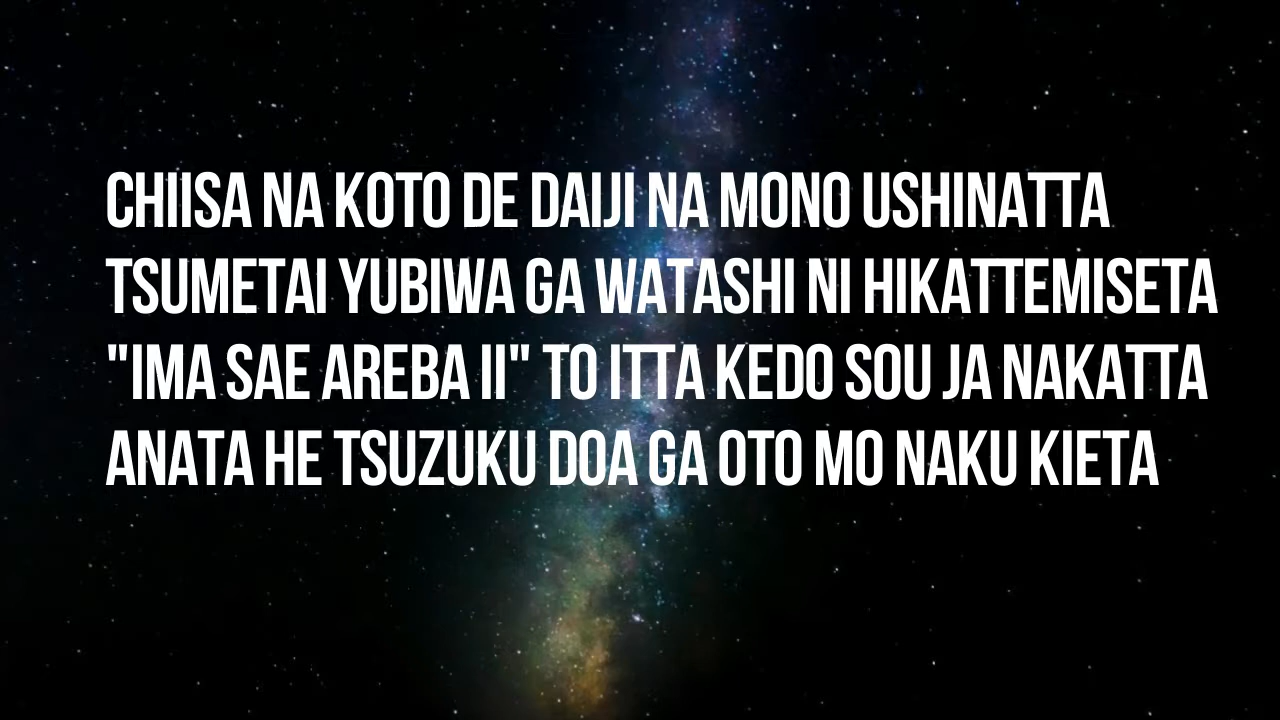 CHIISA NA KOTO DE DAIJI NA MONO USHINATTA
TSUMETAI YUBIWA GA WATASHI NI HIKATTEMISETA
"IMA SAE AREBA II" TO ITTA KEDO SOU JA NAKATTA
ANATA HE TSUZUKU DOA GA OTO MO NAKU KIETA